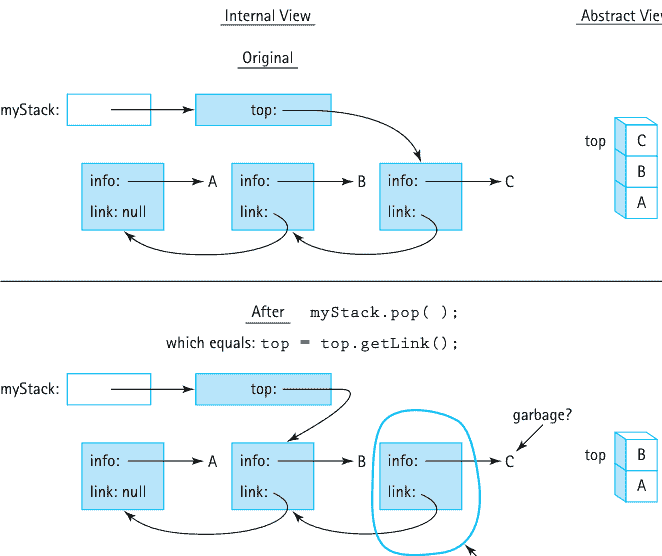 Internal View
Abstract View
Original
myStack:
top:
info:
A
info:
B
info:
C
link: null
link:
link:
top
C
B
A
After myStack.pop( );
which equals: top = top.getLink();
myStack:
top:
garbage?
info:
A
info:
B
info:
C
link: null
link:
link:
top
B
A